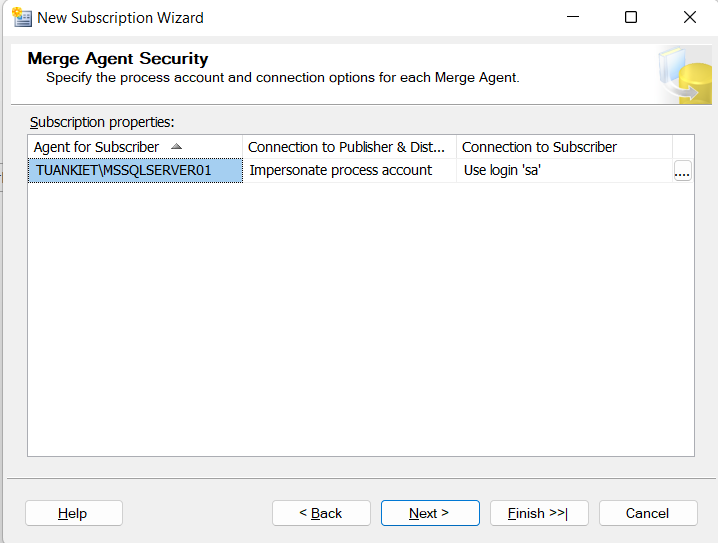 New Subscription Wizard
Merge Agent Security
Specify the process account and connection options for each Merge Agent.
Subscription properties:
Agent for Subscriber Connection to Publisher & Dist... Connection to Subscriber
TUANKIET\MSSQLSERVER01 Impersonate process account Use login 'sa' ....
Help < Back Next > Finish >>| Cancel